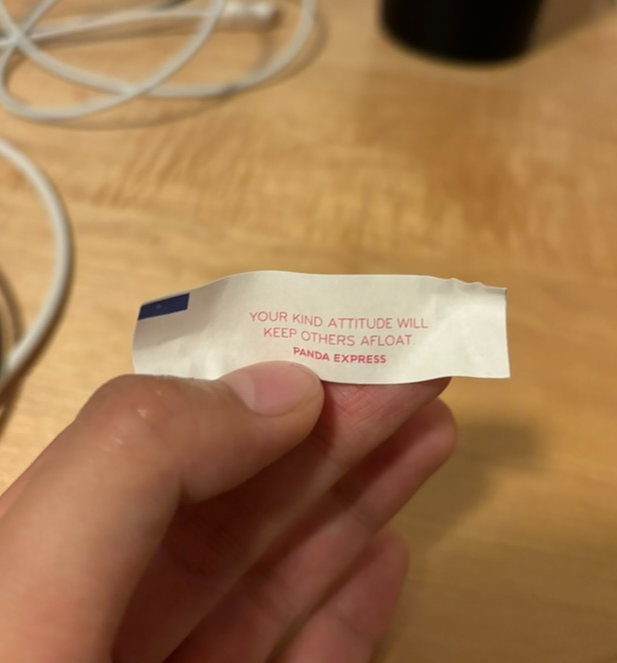 YOUR KIND ATTITUDE WILL
KEEP OTHERS AFLOAT.
PANDA EXPRESS